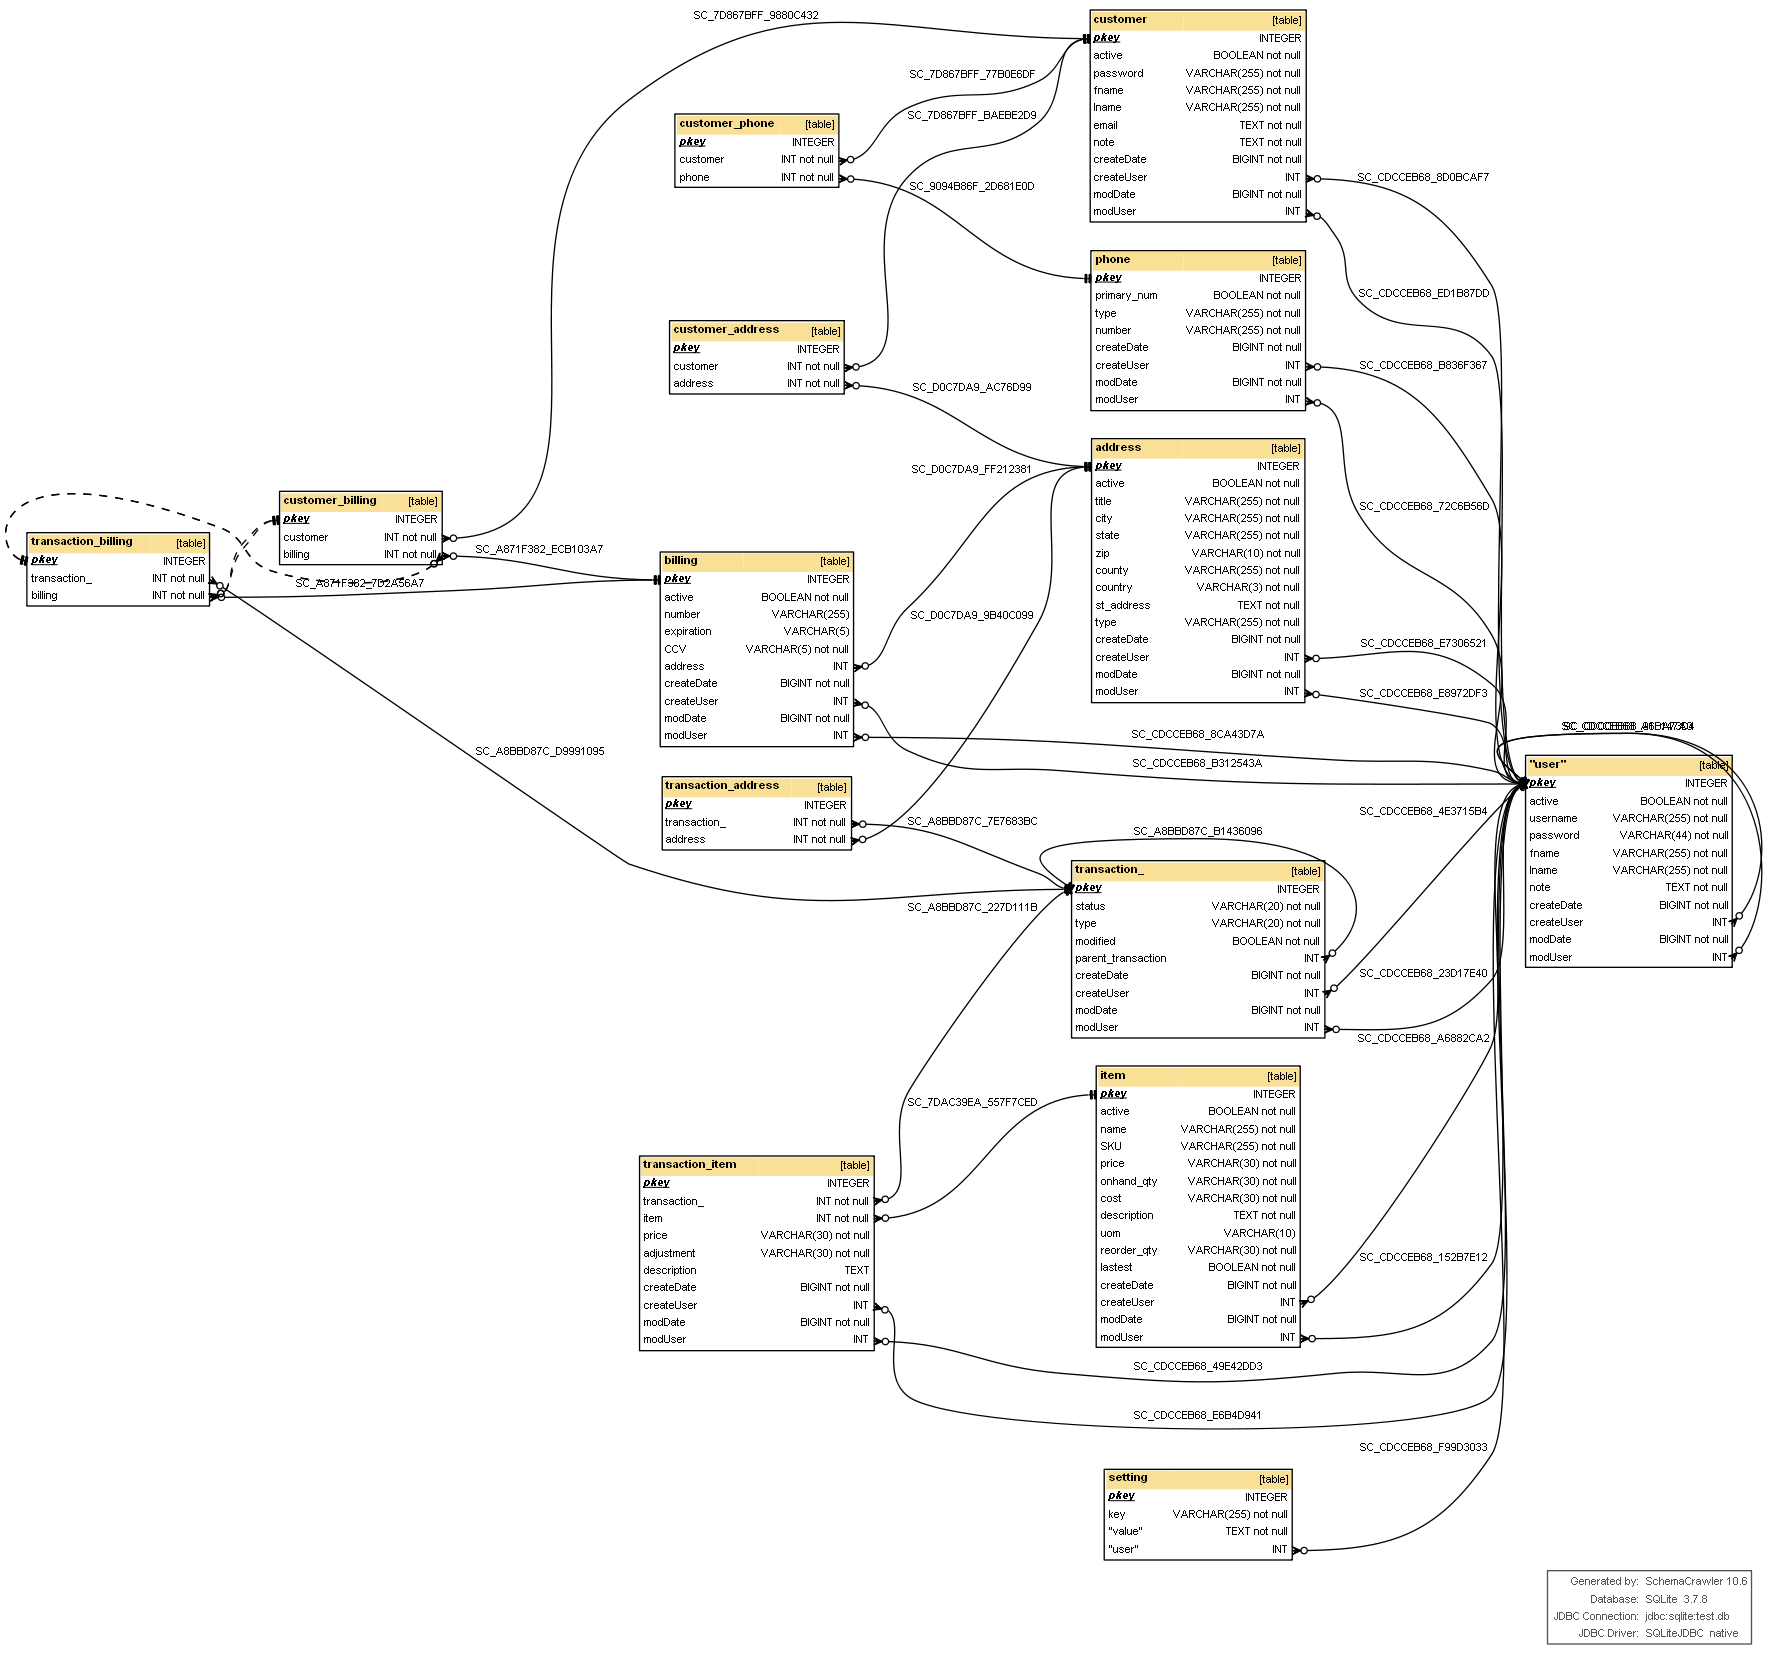 SC_7D867BFF_9880C432
customer [table]
pkey INTEGER
active BOOLEAN not null
password VARCHAR(255) not null
fname VARCHAR(255) not null
lname VARCHAR(255) not null
email TEXT not null
note TEXT not null
createDate BIGINT not null
createUser INT
modDate BIGINT not null
modUser INT
SC_7D867BFF_77B0E6DF
SC_7D867BFF_BAEBE2D9
customer_phone [table]
pkey INTEGER
customer INT not null
phone INT not null
SC_9094B86F_2D681E0D
SC_CDCCEB68_8D0BCAF7
phone [table]
pkey INTEGER
primary_num BOOLEAN not null
type VARCHAR(255) not null
number VARCHAR(255) not null
createDate BIGINT not null
createUser INT
modDate BIGINT not null
modUser INT
SC_CDCCEB68_ED1B87DD
SC_CDCCEB68_B836F367
customer_address [table]
pkey INTEGER
customer INT not null
address INT not null
SC_D0C7DA9_AC76D99
SC_D0C7DA9_FF212381
address [table]
pkey INTEGER
active BOOLEAN not null
title VARCHAR(255) not null
city VARCHAR(255) not null
state VARCHAR(255) not null
zip VARCHAR(10) not null
county VARCHAR(255) not null
country VARCHAR(3) not null
st_address TEXT not null
type VARCHAR(255) not null
createDate BIGINT not null
createUser INT
modDate BIGINT not null
modUser INT
SC_CDCCEB68_72C6B56D
SC_CDCCEB68_E7306521
SC_CDCCEB68_E8972DF3
customer_billing [table]
pkey INTEGER
customer INT not null
billing INT not null
transaction_billing [table]
pkey INTEGER
transaction_ INT not null
billing INT not null
SC_A871F382_ECB103A7
SC_A871F382_7D2A56A7
billing [table]
pkey INTEGER
active BOOLEAN not null
number VARCHAR(255)
expiration VARCHAR(5)
CCV VARCHAR(5) not null
address INT
createDate BIGINT not null
createUser INT
modDate BIGINT not null
modUser INT
SC_D0C7DA9_9B40C099
SC_CDCCEB68_8CA43D7A
SC_CDCCEB68_B312543A
SC_A8BBD87C_D9991095
transaction_address [table]
pkey INTEGER
transaction_ INT not null
address INT not null
SC_A8BBD87C_7E7683BC
SC_A8BBD87C_B1436096
SC_CDCCEB68_4E3715B4
"user" [table]
pkey INTEGER
active BOOLEAN not null
username VARCHAR(255) not null
password VARCHAR(44) not null
fname VARCHAR(255) not null
lname VARCHAR(255) not null
note TEXT not null
createDate BIGINT not null
createUser INT
modDate BIGINT not null
modUser INT
transaction_ [table]
pkey INTEGER
status VARCHAR(20) not null
type VARCHAR(20) not null
modified BOOLEAN not null
parent_transaction INT
createDate BIGINT not null
createUser INT
modDate BIGINT not null
modUser INT
SC_A8BBD87C_227D111B
SC_CDCCEB68_23D17E40
SC_CDCCEB68_A6882CA2
SC_7DAC39EA_557F7CED
item [table]
pkey INTEGER
active BOOLEAN not null
name VARCHAR(255) not null
SKU VARCHAR(255) not null
price VARCHAR(30) not null
onhand_qty VARCHAR(30) not null
cost VARCHAR(30) not null
description TEXT not null
uom VARCHAR(10)
reorder_qty VARCHAR(30) not null
lastest BOOLEAN not null
createDate BIGINT not null
createUser INT
modDate BIGINT not null
modUser INT
SC_CDCCEB68_152B7E12
transaction_item [table]
pkey INTEGER
transaction_ INT not null
item INT not null
price VARCHAR(30) not null
adjustment VARCHAR(30) not null
description TEXT
createDate BIGINT not null
createUser INT
modDate BIGINT not null
modUser INT
SC_CDCCEB68_49E42DD3
SC_CDCCEB68_E6B4D941
SC_CDCCEB68_F99D3033
setting [table]
pkey INTEGER
key VARCHAR(255) not null
"value" TEXT not null
"user" INT
Generated by: SchemaCrawler 10.6
Database: SQLite 3.7.8
JDBC Connection: jdbc:sqlite:test.db
JDBC Driver: SQLiteJDBC native